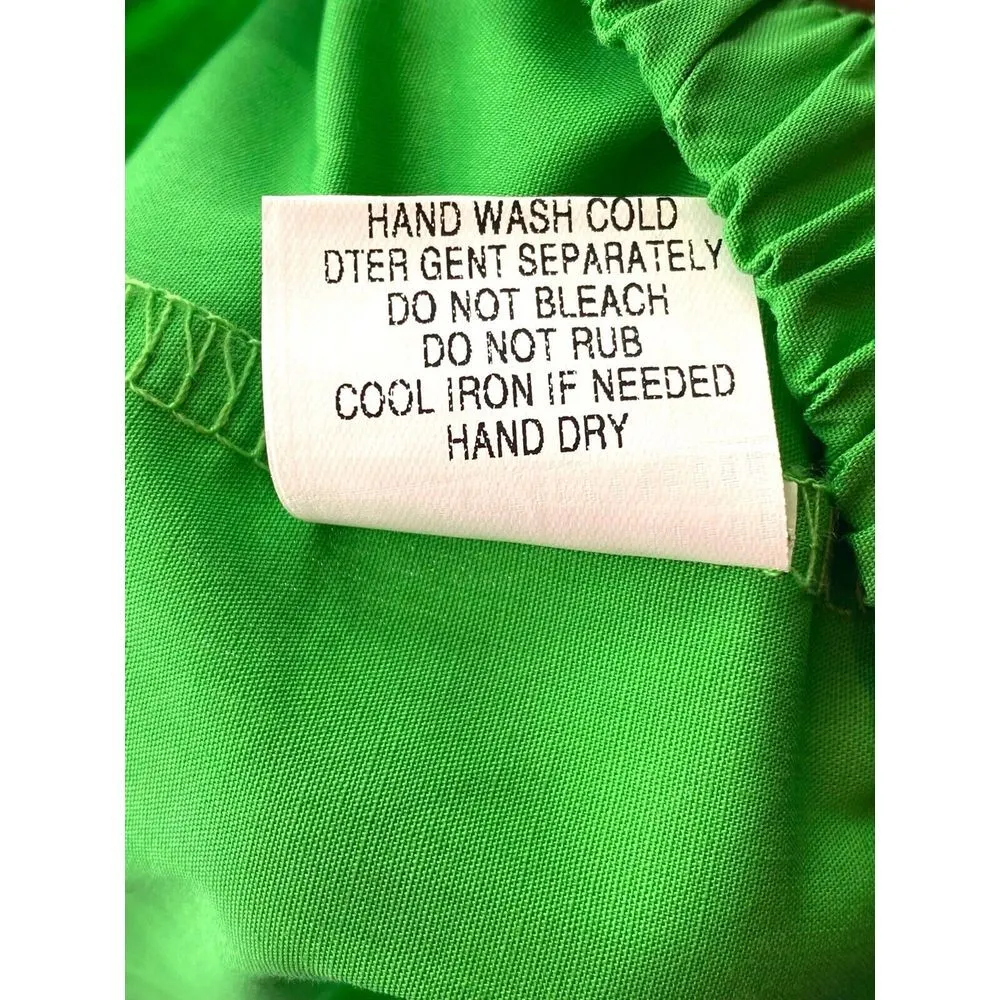 HAND WASH COLD
DTER GENT SEPARATELY
DO NOT BLEACH
DO NOT RUB
COOL IRON IF NEEDED
HAND DRY